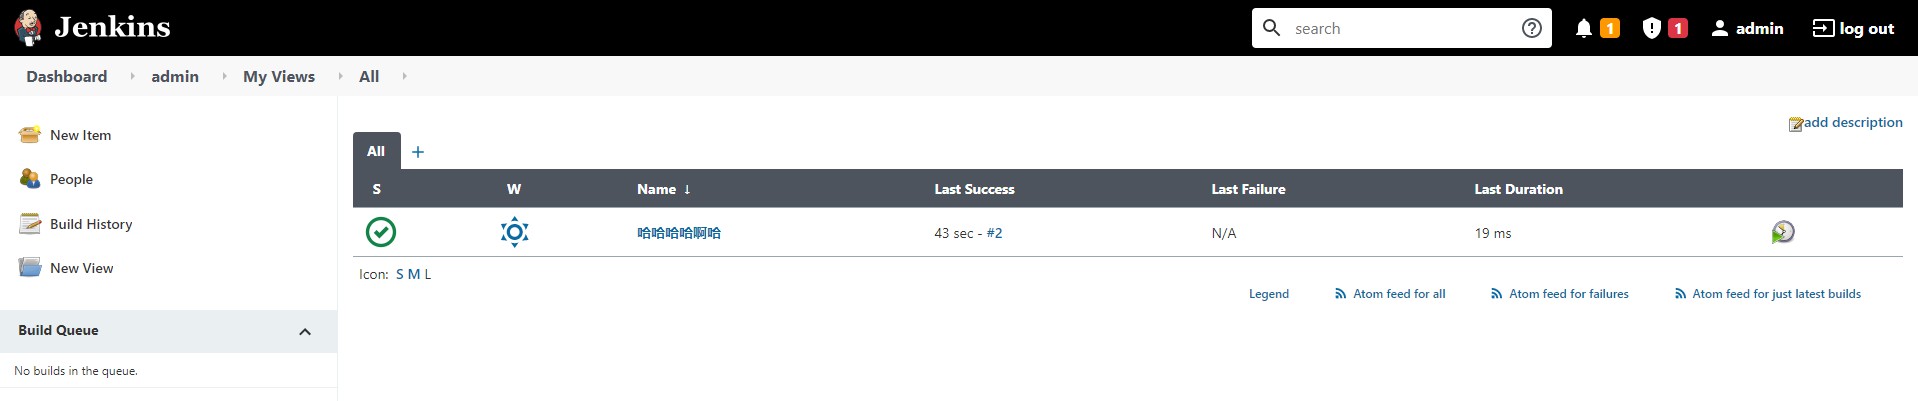 Jenkins
search
1
1
admin
log out
Dashboard admin My Views All
New Item
People
Build History
New View
Build Queue
No builds in the queue.
add description
All +
S W Name ↓ Last Success Last Failure Last Duration
哈哈哈哈啊哈 43 sec - #2 N/A 19 ms
Icon: S M L
Legend Atom feed for all Atom feed for failures Atom feed for just latest builds